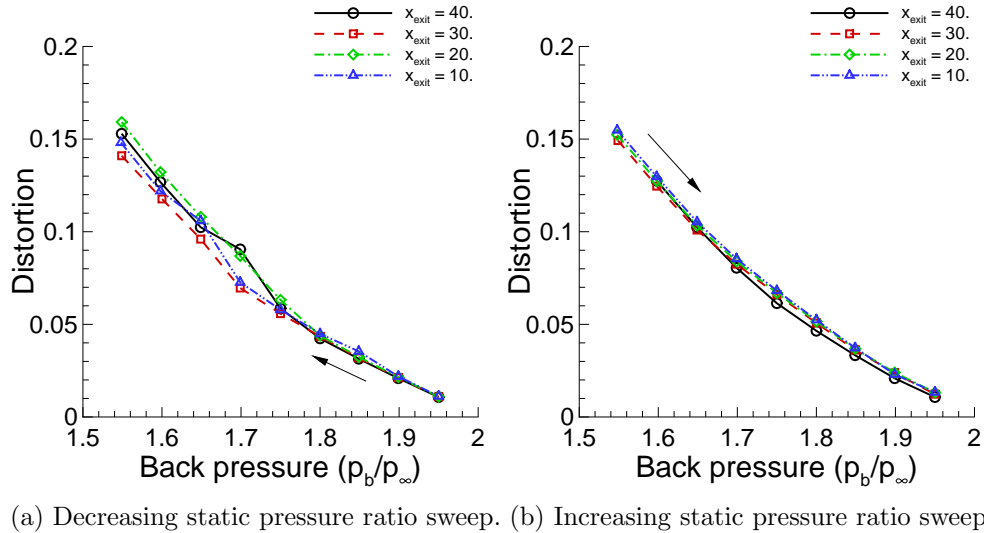 x_exit = 40.
x_exit = 30.
x_exit = 20.
x_exit = 10.
0.2
0.15
0.1
0.05
0
Distortion
1.5 1.6 1.7 1.8 1.9 2
Back pressure (p_b/p_∞)
x_exit = 40.
x_exit = 30.
x_exit = 20.
x_exit = 10.
0.2
0.15
0.1
0.05
0
Distortion
1.5 1.6 1.7 1.8 1.9 2
Back pressure (p_b/p_∞)
(a) Decreasing static pressure ratio sweep. (b) Increasing static pressure ratio sweep